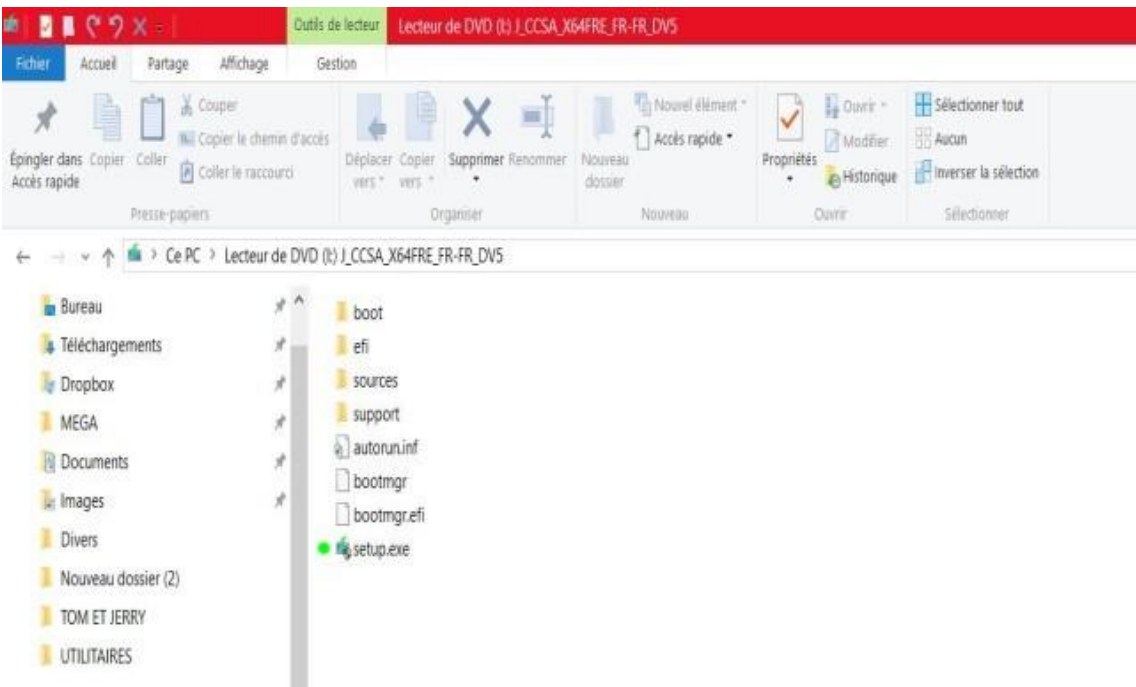 Outils de lecteur
Lecteur de DVD (I:) J_CCSA_X64FRE_FR-FR_DV5
Fichier
Accueil
Partage
Affichage
Gestion
Épingler dans
Accès rapide
Copier
Coller
Couper
Copier le chemin d'accès
Coller le raccourci
Presse-papiers
Déplacer
vers
Copier
vers
Supprimer
Renommer
Organiser
Nouveau
dossier
Nouvel élément
Accès rapide
Nouveau
Propriétés
Ouvrir
Modifier
Historique
Ouvrir
Sélectionner tout
Aucun
Inverser la sélection
Sélectionner
Ce PC > Lecteur de DVD (I:) J_CCSA_X64FRE_FR-FR_DV5
Bureau
Téléchargements
Dropbox
MEGA
Documents
Images
Divers
Nouveau dossier (2)
TOM ET JERRY
UTILITAIRES
boot
efi
sources
support
autorun.inf
bootmgr
bootmgr.efi
setup.exe